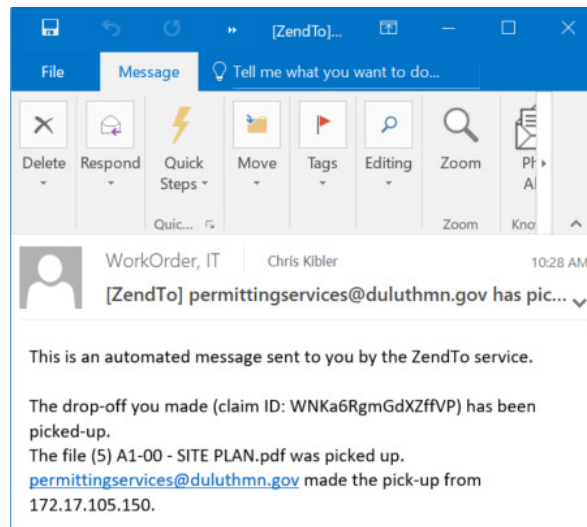 [ZendTo]...
File Message Tell me what you want to do...
Delete Respond Quick Steps Move Tags Editing Zoom
Quic... Zoom
WorkOrder, IT Chris Kibler 10:28 AM
[ZendTo] permittingservices@duluthmn.gov has pic...
This is an automated message sent to you by the ZendTo service.
The drop-off you made (claim ID: WNKa6RgmGdXZffVP) has been
picked-up.
The file (5) A1-00 - SITE PLAN.pdf was picked up.
permittingservices@duluthmn.gov made the pick-up from
172.17.105.150.